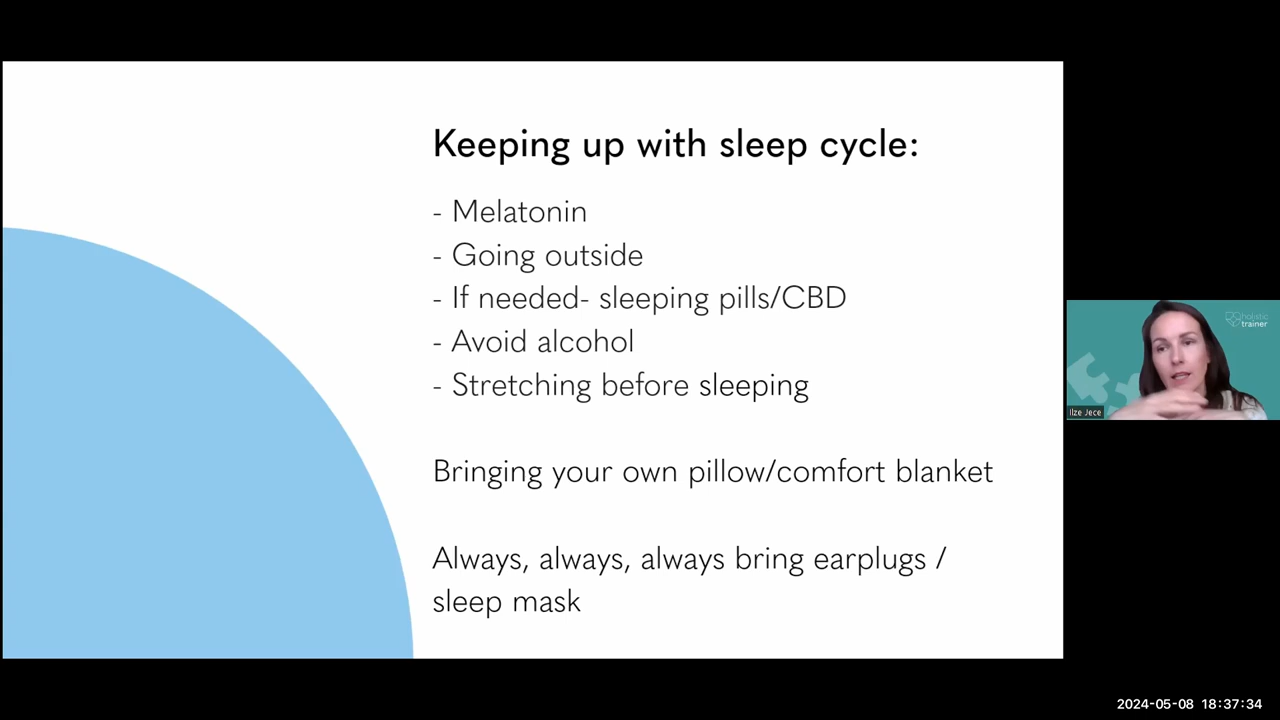 Keeping up with sleep cycle:
- Melatonin
- Going outside
- If needed- sleeping pills/CBD
- Avoid alcohol
- Stretching before sleeping
Bringing your own pillow/comfort blanket
Always, always, always bring earplugs /
sleep mask
holistic
trainer
Ilze Jece
2024-05-08 18:37:34